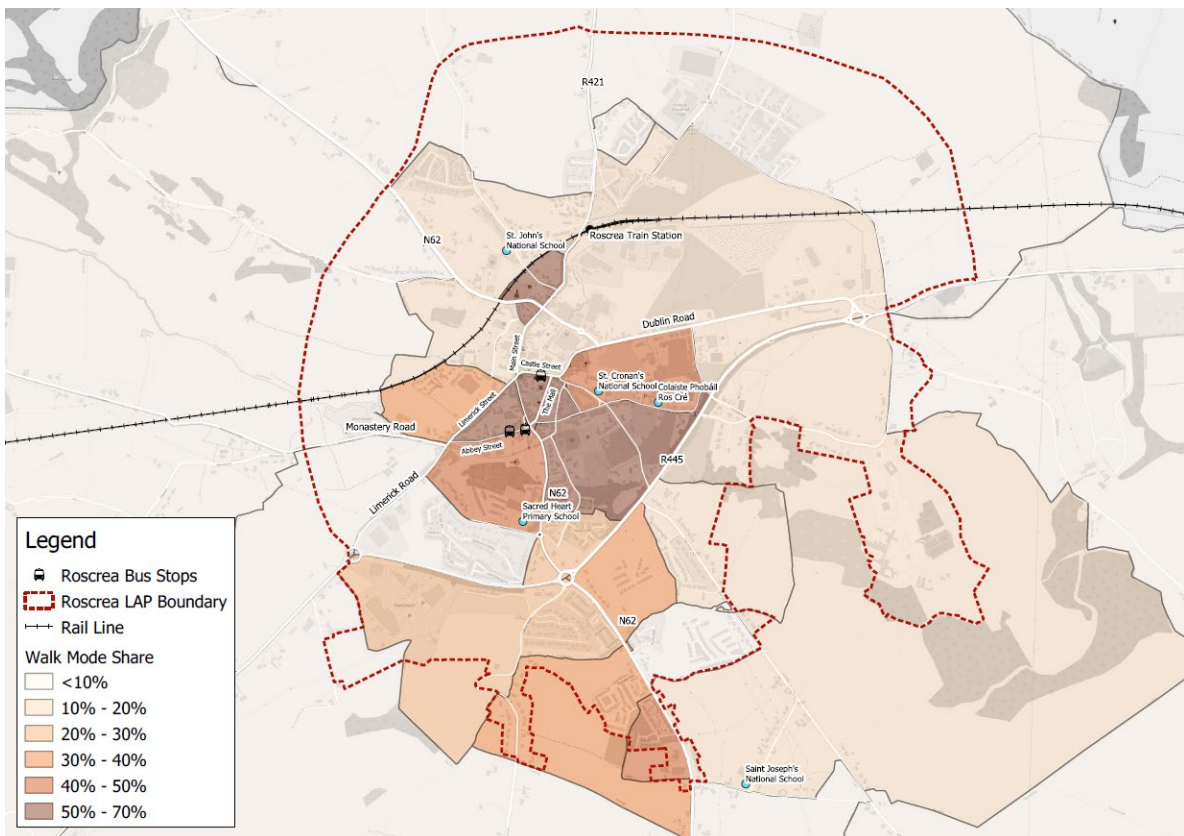 R421
N62
St. John's
National School
Roscrea Train Station
Dublin Road
Main Street
Castle Street
St. Cronan's
National School
Colaiste Phobáil
Ros Cré
The Mall
Limerick Street
Monastery Road
Abbey Street
R445
Limerick Road
N62
Sacred Heart
Primary School
N62
Saint Joseph's
National School
Legend
Roscrea Bus Stops
Roscrea LAP Boundary
Rail Line
Walk Mode Share
<10%
10% - 20%
20% - 30%
30% - 40%
40% - 50%
50% - 70%